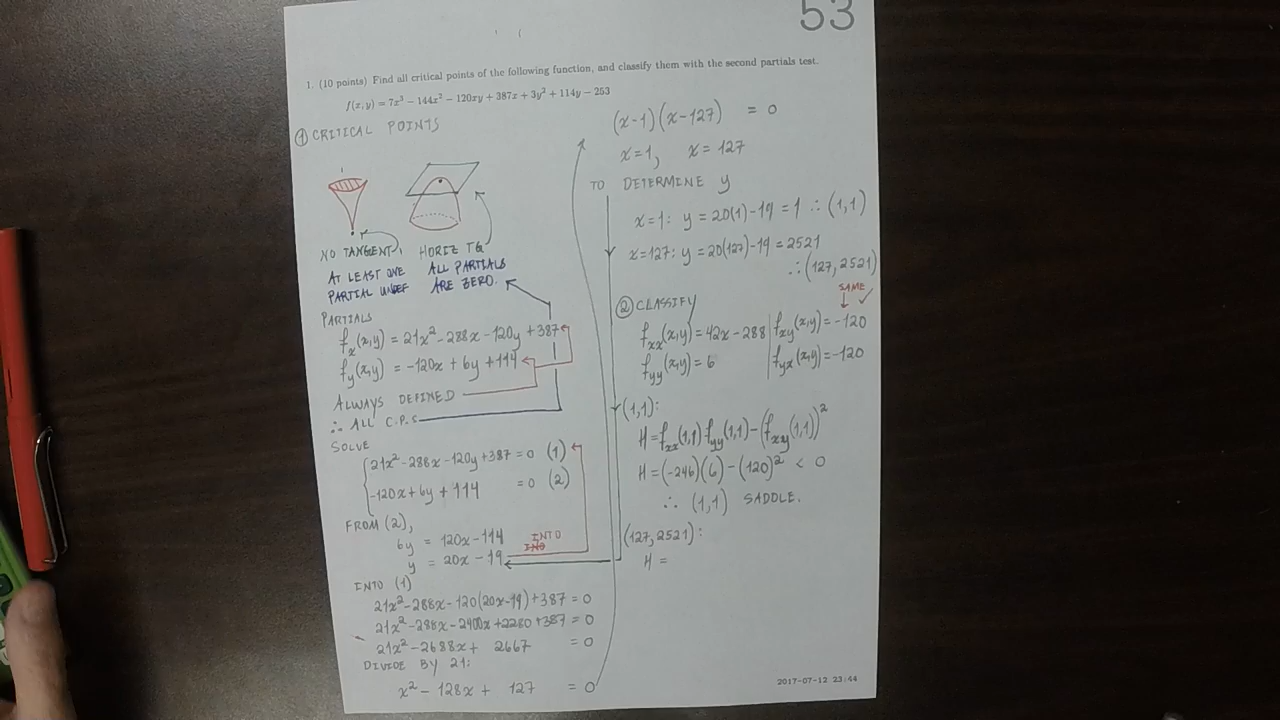 53
1. (10 points) Find all critical points of the following function, and classify them with the second partials test.
f(x, y) = 7x³ − 144x² − 120xy + 387x + 3y² + 114y − 253
① CRITICAL POINTS
NO TANGENT, HORIZ TG
AT LEAST ONE ALL PARTIALS
PARTIAL UNDEF ARE ZERO.
PARTIALS
fₓ(x,y) = 21x²-288x-120y+387
f_y(x,y) = -120x + 6y + 114
ALWAYS DEFINED
∴ ALL C.P.S
SOLVE
21x²-288x-120y+387 = 0 (1)
-120x+6y+114 = 0 (2)
FROM (2),
6y = 120x-114
y = 20x-19
INTO
INTO (1)
21x²-288x-120(20x-19)+387 = 0
21x²-288x-2400x+2280+387 = 0
21x²-2688x+ 2667 = 0
DIVIDE BY 21:
x² - 128x + 127 = 0
(x-1)(x-127) = 0
x=1, x=127
TO DETERMINE y
x=1: y = 20(1)-19 = 1 ∴ (1,1)
x=127: y = 20(127)-19 = 2521
∴ (127,2521)
② CLASSIFY
SAME ✓
f_xx(x,y) = 42x-288 | f_xy(x,y) = -120
f_yy(x,y) = 6 | f_yx(x,y) = -120
(1,1):
H = f_xx(1,1) f_yy(1,1) - (f_xy(1,1))²
H = (-246)(6) - (120)² < 0
∴ (1,1) SADDLE.
(127,2521):
H =
2017-07-12 23:44